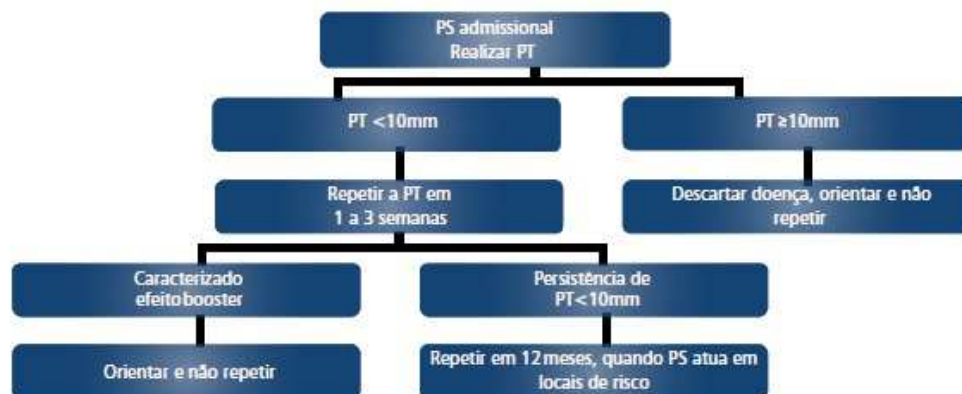 PS admissional
Realizar PT
PT <10mm
PT ≥10mm
Repetir a PT em
1 a 3 semanas
Descartar doença, orientar e não
repetir
Caracterizado
efeitobooster
Persistência de
PT<10mm
Orientar e não repetir
Repetir em 12 meses, quando PS atua em
locais de risco